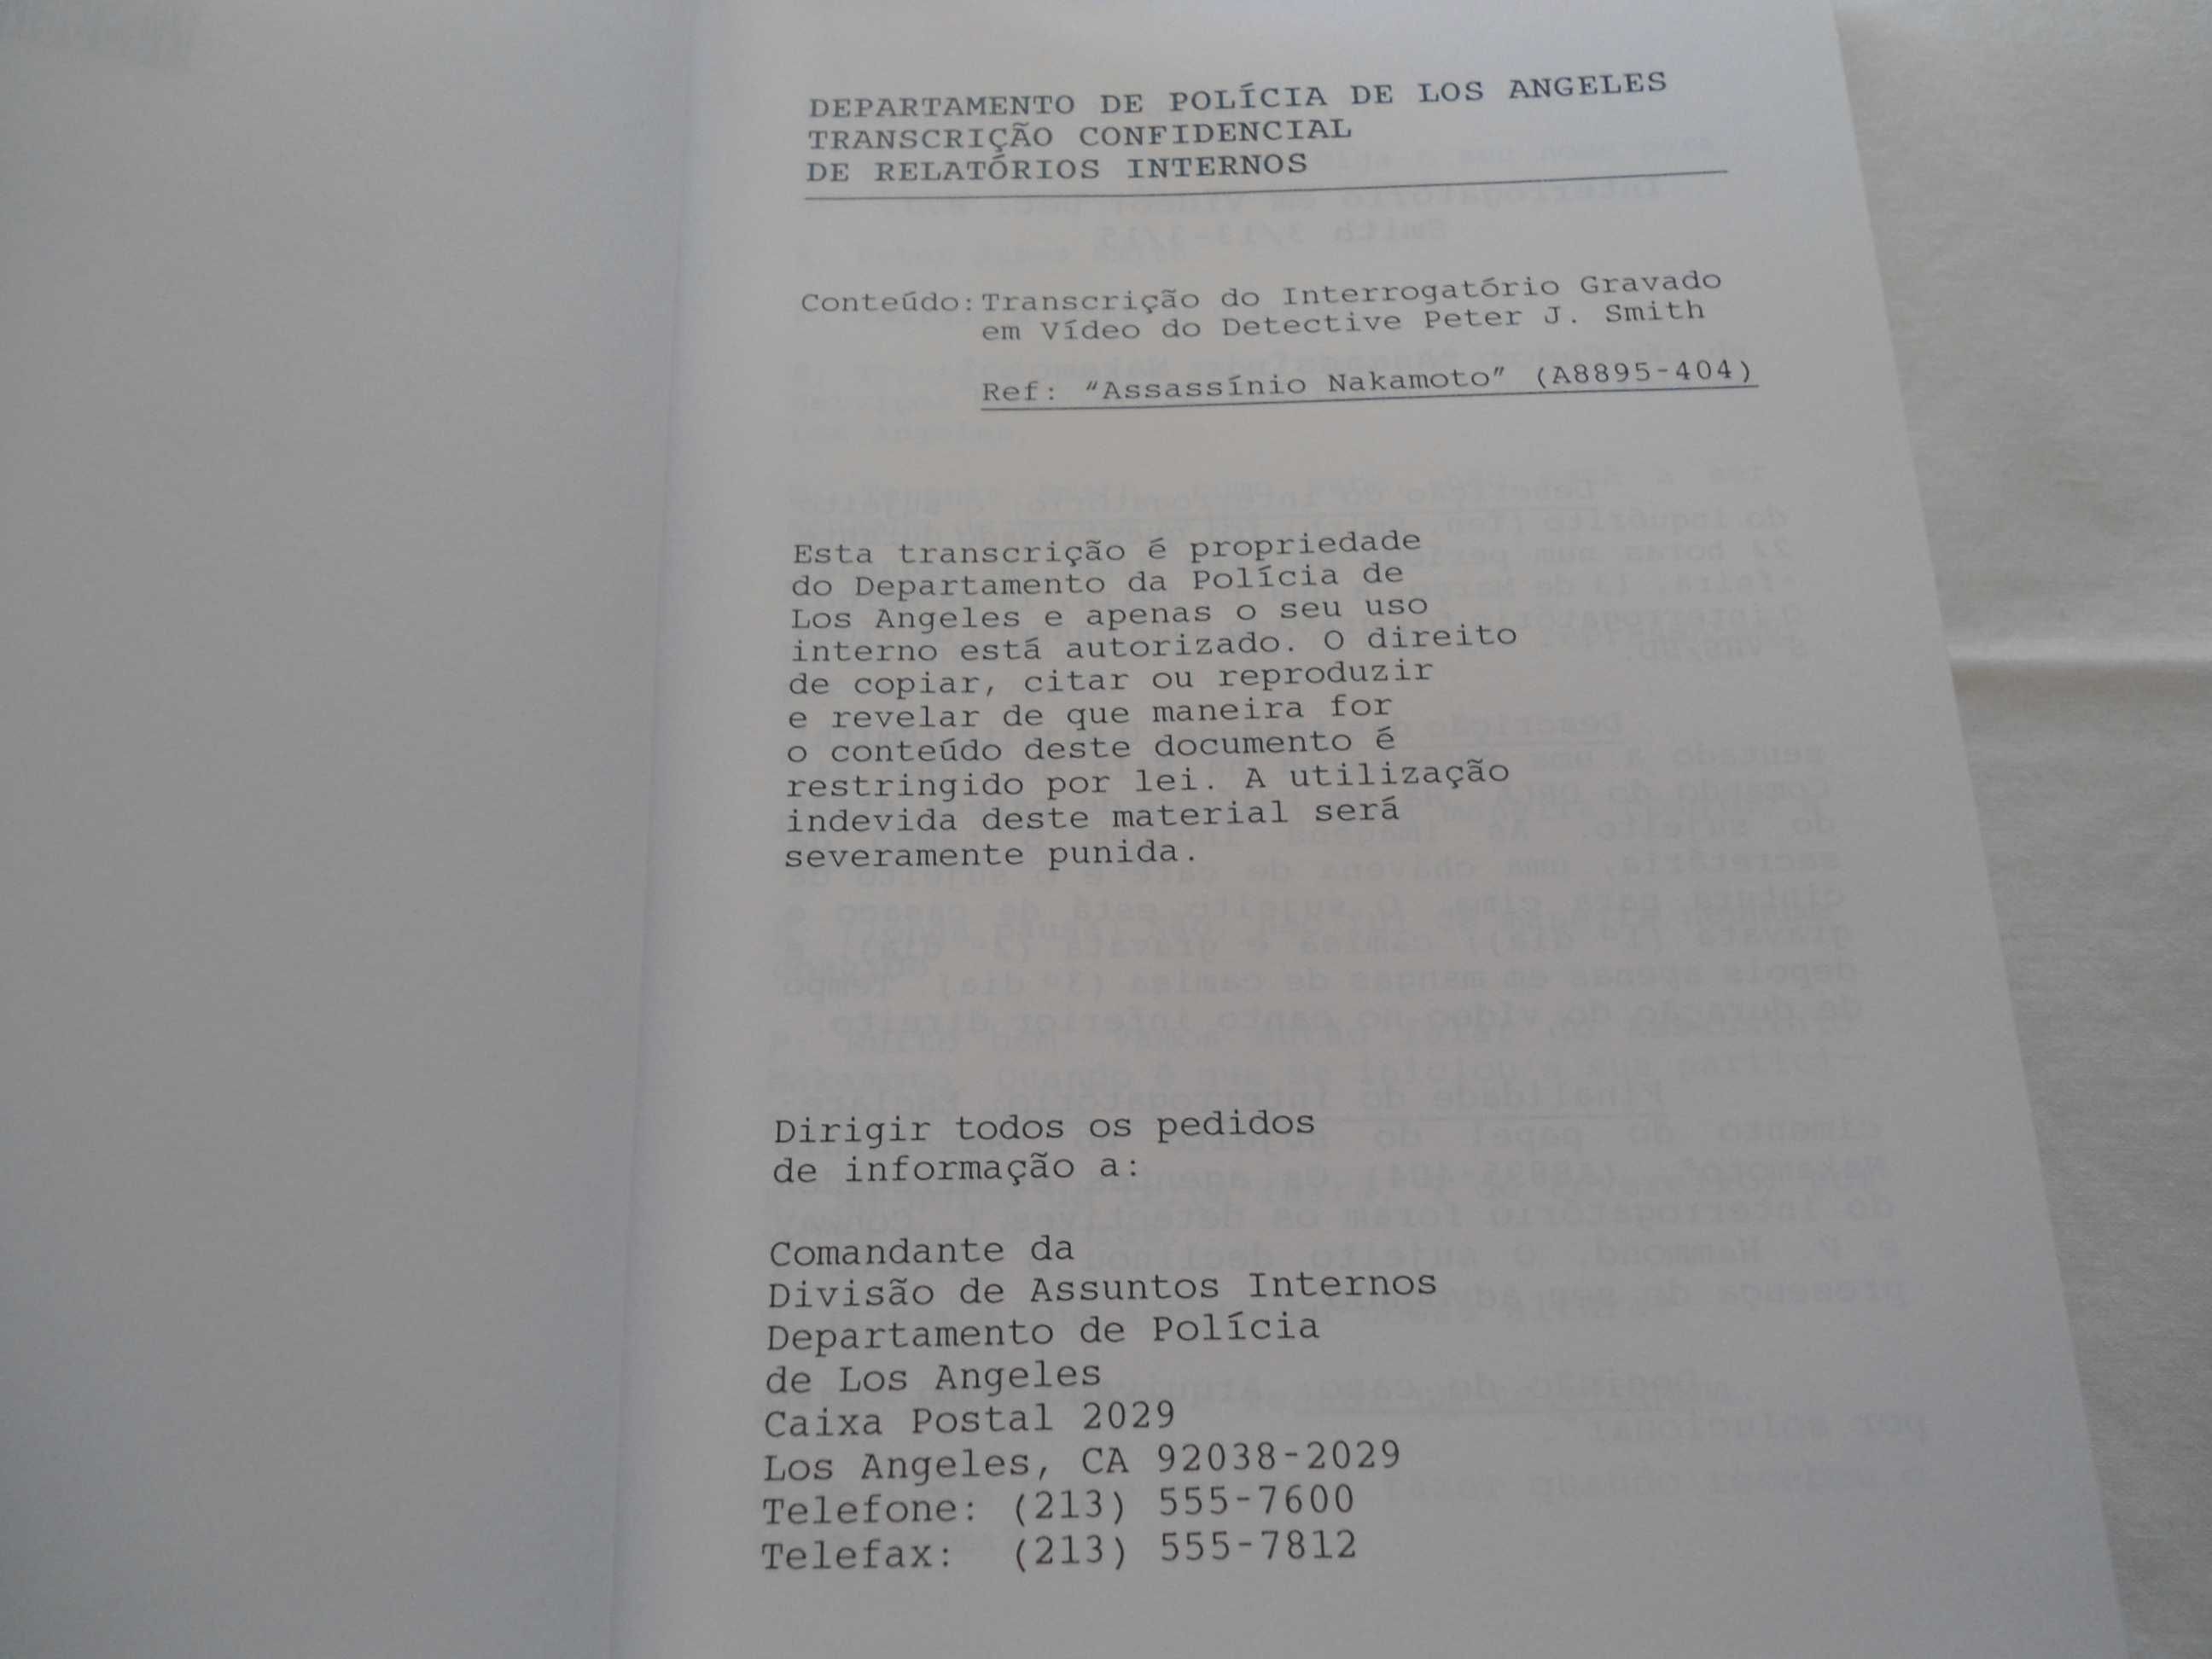 DEPARTAMENTO DE POLÍCIA DE LOS ANGELES
TRANSCRIÇÃO CONFIDENCIAL
DE RELATÓRIOS INTERNOS
Conteúdo: Transcrição do Interrogatório Gravado
em Vídeo do Detective Peter J. Smith
Ref: “Assassínio Nakamoto” (A8895-404)
Esta transcrição é propriedade
do Departamento da Polícia de
Los Angeles e apenas o seu uso
interno está autorizado. O direito
de copiar, citar ou reproduzir
e revelar de que maneira for
o conteúdo deste documento é
restringido por lei. A utilização
indevida deste material será
severamente punida.
Dirigir todos os pedidos
de informação a:
Comandante da
Divisão de Assuntos Internos
Departamento de Polícia
de Los Angeles
Caixa Postal 2029
Los Angeles, CA 92038-2029
Telefone: (213) 555-7600
Telefax: (213) 555-7812